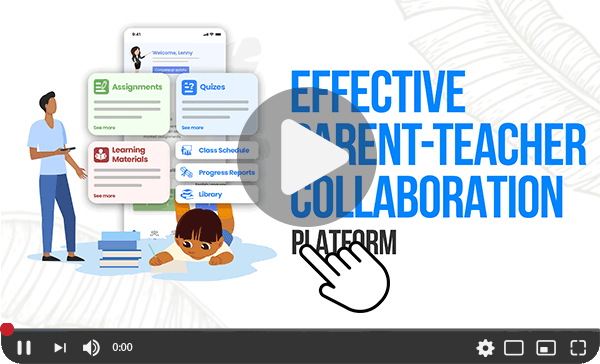 9:41
Welcome, Lenny
Assignments
See more
Quizes
See more
Learning
Materials
See more
Class Schedule
Progress Reports
Library
EFFECTIVE
PARENT-TEACHER
COLLABORATION
PLATFORM
0:00